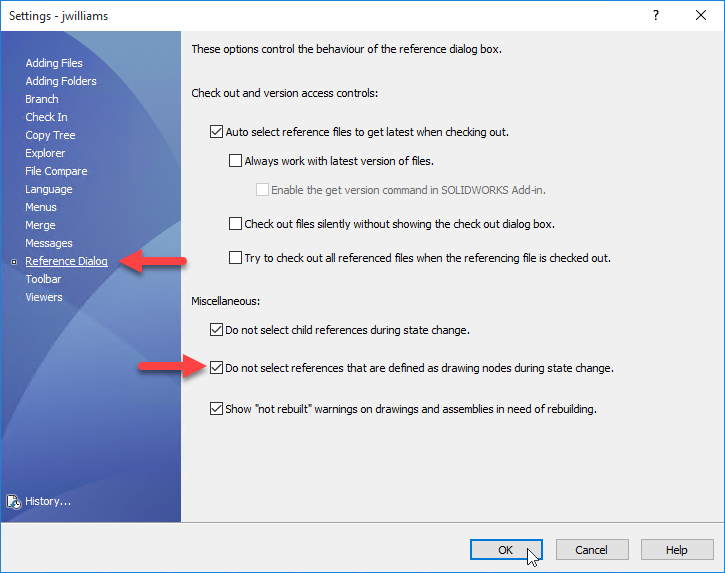 Settings - jwilliams
?
Adding Files
Adding Folders
Branch
Check In
Copy Tree
Explorer
File Compare
Language
Menus
Merge
Messages
Reference Dialog
Toolbar
Viewers
History...
These options control the behaviour of the reference dialog box.
Check out and version access controls:
Auto select reference files to get latest when checking out.
Always work with latest version of files.
Enable the get version command in SOLIDWORKS Add-in.
Check out files silently without showing the check out dialog box.
Try to check out all referenced files when the referencing file is checked out.
Miscellaneous:
Do not select child references during state change.
Do not select references that are defined as drawing nodes during state change.
Show "not rebuilt" warnings on drawings and assemblies in need of rebuilding.
OK
Cancel
Help